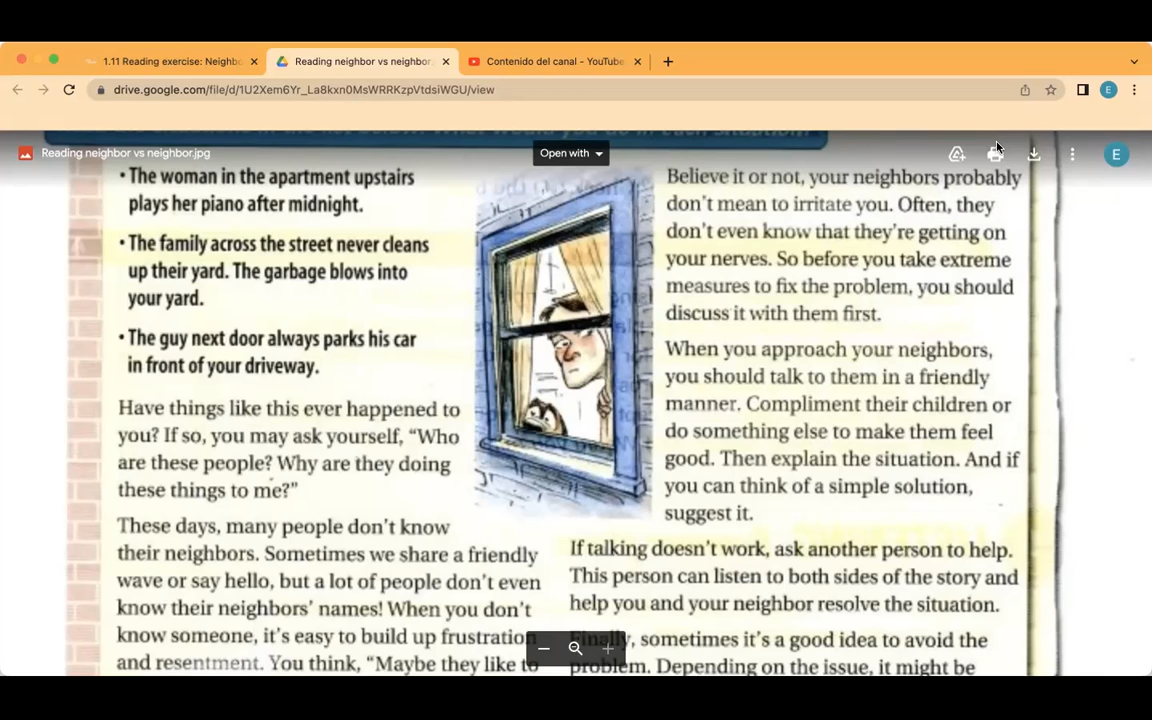 1.11 Reading exercise: Neighbo
Reading neighbor vs neighbor.
Contenido del canal - YouTube
drive.google.com/file/d/1U2Xem6Yr_La8kxn0MsWRRKzpVtdsiWGU/view
E
Reading neighbor vs neighbor.jpg
Open with
E
• The woman in the apartment upstairs
plays her piano after midnight.
• The family across the street never cleans
up their yard. The garbage blows into
your yard.
• The guy next door always parks his car
in front of your driveway.
Have things like this ever happened to
you? If so, you may ask yourself, “Who
are these people? Why are they doing
these things to me?”
These days, many people don’t know
their neighbors. Sometimes we share a friendly
wave or say hello, but a lot of people don’t even
know their neighbors’ names! When you don’t
know someone, it’s easy to build up frustration
and resentment. You think, “Maybe they like to
Believe it or not, your neighbors probably
don’t mean to irritate you. Often, they
don’t even know that they’re getting on
your nerves. So before you take extreme
measures to fix the problem, you should
discuss it with them first.
When you approach your neighbors,
you should talk to them in a friendly
manner. Compliment their children or
do something else to make them feel
good. Then explain the situation. And if
you can think of a simple solution,
suggest it.
If talking doesn’t work, ask another person to help.
This person can listen to both sides of the story and
help you and your neighbor resolve the situation.
Finally, sometimes it’s a good idea to avoid the
problem. Depending on the issue, it might be